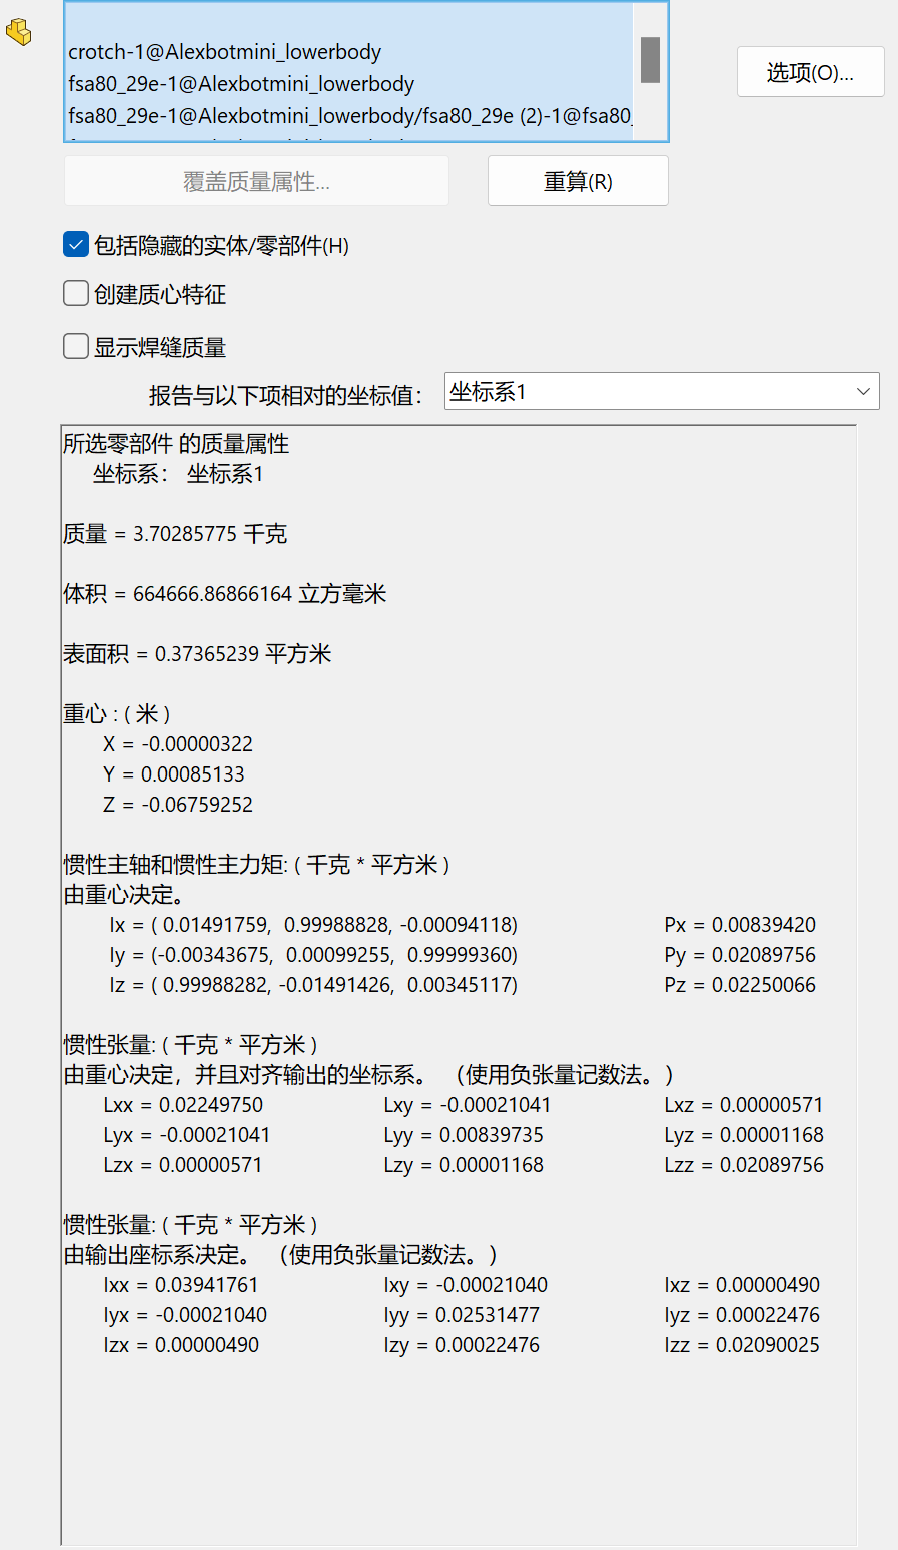 crotch-1@Alexbotmini_lowerbody
fsa80_29e-1@Alexbotmini_lowerbody
fsa80_29e-1@Alexbotmini_lowerbody/fsa80_29e (2)-1@fsa80_
选项(O)...
覆盖质量属性...
重算(R)
包括隐藏的实体/零部件(H)
创建质心特征
显示焊缝质量
报告与以下项相对的坐标值： 坐标系1
所选零部件 的质量属性
坐标系： 坐标系1
质量 = 3.70285775 千克
体积 = 664666.86866164 立方毫米
表面积 = 0.37365239 平方米
重心 : ( 米 )
X = -0.00000322
Y = 0.00085133
Z = -0.06759252
惯性主轴和惯性主力矩: ( 千克 * 平方米 )
由重心决定。
Ix = ( 0.01491759, 0.99988828, -0.00094118) Px = 0.00839420
Iy = (-0.00343675, 0.00099255, 0.99999360) Py = 0.02089756
Iz = ( 0.99988282, -0.01491426, 0.00345117) Pz = 0.02250066
惯性张量: ( 千克 * 平方米 )
由重心决定，并且对齐输出的坐标系。 （使用负张量记数法。）
Lxx = 0.02249750 Lxy = -0.00021041 Lxz = 0.00000571
Lyx = -0.00021041 Lyy = 0.00839735 Lyz = 0.00001168
Lzx = 0.00000571 Lzy = 0.00001168 Lzz = 0.02089756
惯性张量: ( 千克 * 平方米 )
由输出座标系决定。 （使用负张量记数法。）
Ixx = 0.03941761 Ixy = -0.00021040 Ixz = 0.00000490
Iyx = -0.00021040 Iyy = 0.02531477 Iyz = 0.00022476
Izx = 0.00000490 Izy = 0.00022476 Izz = 0.02090025